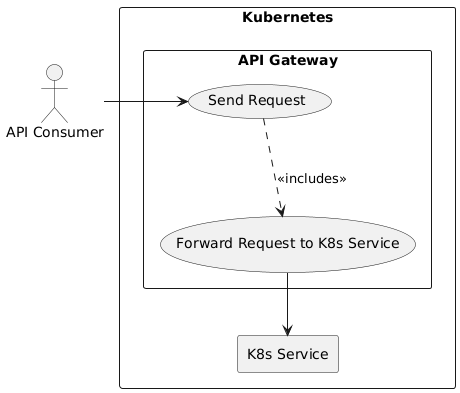 Kubernetes
API Gateway
Send Request
API Consumer
«includes»
Forward Request to K8s Service
K8s Service